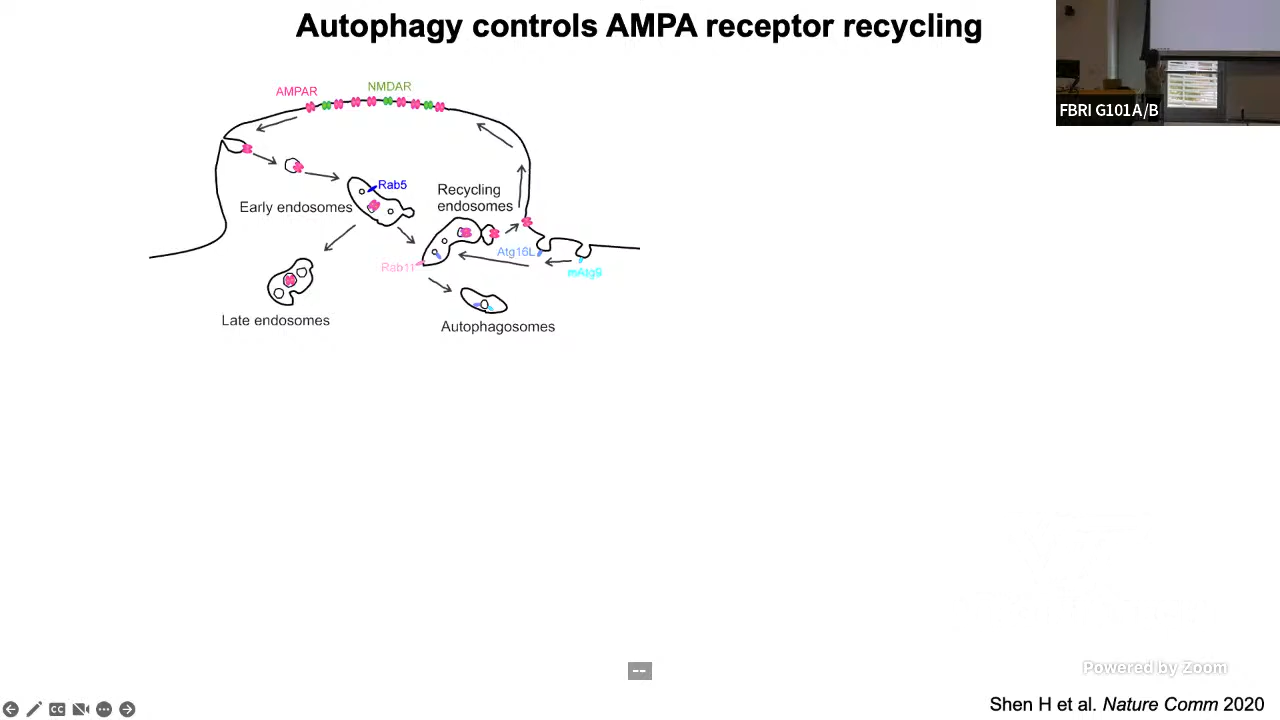 Autophagy controls AMPA receptor recycling
FBRI G101A/B
AMPAR
NMDAR
Rab5
Early endosomes
Recycling
endosomes
Atg16L
mAtg9
Rab11
Late endosomes
Autophagosomes
--
Powered by Zoom
CC
Shen H et al. Nature Comm 2020